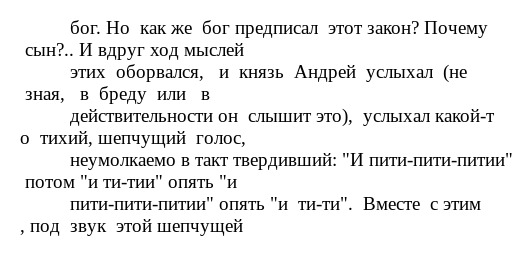 бог. Но как же бог предписал этот закон? Почему
сын?.. И вдруг ход мыслей
этих оборвался, и князь Андрей услыхал (не
зная, в бреду или в
действительности он слышит это), услыхал какой-т
о тихий, шепчущий голос,
неумолкаемо в такт твердивший: "И пити-пити-питии"
потом "и ти-тии" опять "и
пити-пити-питии" опять "и ти-ти". Вместе с этим
, под звук этой шепчущей